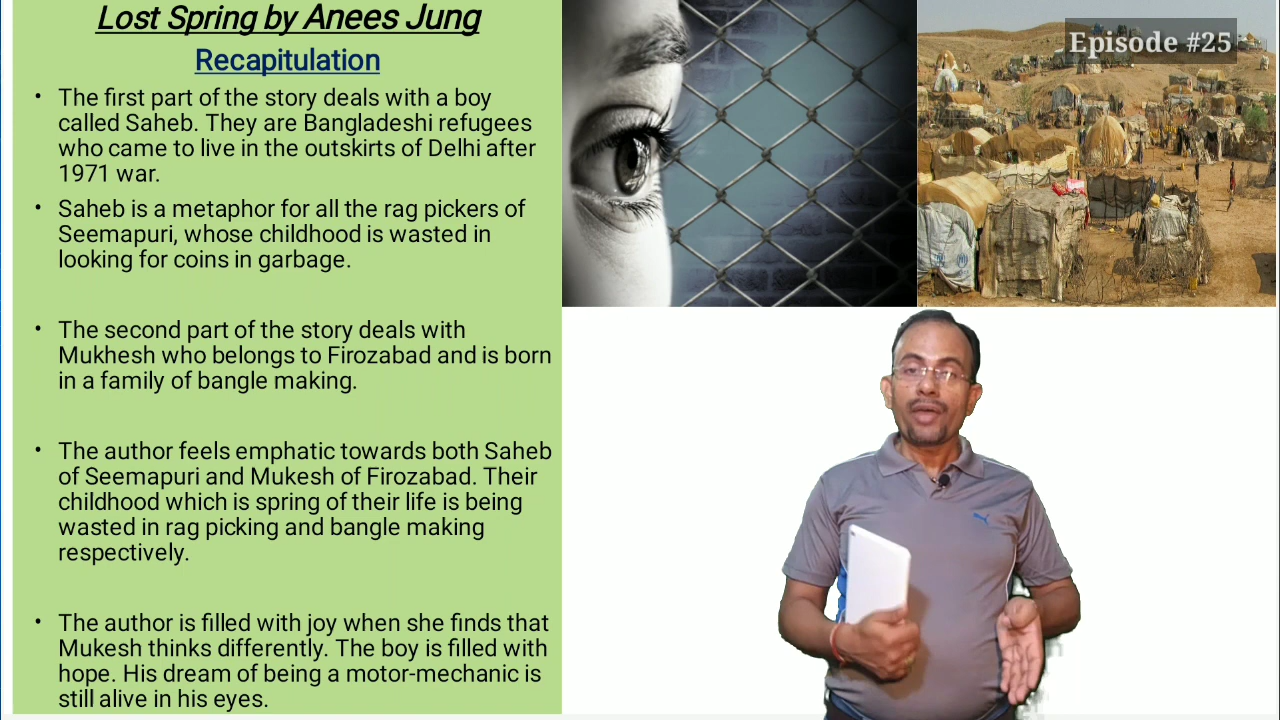 Lost Spring by Anees Jung
Recapitulation
• The first part of the story deals with a boy
called Saheb. They are Bangladeshi refugees
who came to live in the outskirts of Delhi after
1971 war.
• Saheb is a metaphor for all the rag pickers of
Seemapuri, whose childhood is wasted in
looking for coins in garbage.
• The second part of the story deals with
Mukhesh who belongs to Firozabad and is born
in a family of bangle making.
• The author feels emphatic towards both Saheb
of Seemapuri and Mukesh of Firozabad. Their
childhood which is spring of their life is being
wasted in rag picking and bangle making
respectively.
• The author is filled with joy when she finds that
Mukesh thinks differently. The boy is filled with
hope. His dream of being a motor-mechanic is
still alive in his eyes.
Episode #25